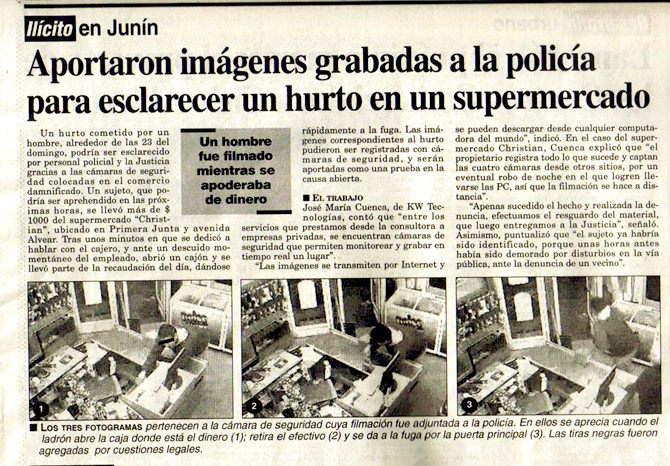 Ilícito en Junín
Aportaron imágenes grabadas a la policía
para esclarecer un hurto en un supermercado
Un hurto cometido por un
hombre, alrededor de las 23 del
domingo, podría ser esclarecido
por personal policial y la Justicia
gracias a las cámaras de seguridad
colocadas en el comercio
damnificado. Un sujeto, que podría
ser aprehendido en las próximas
horas, se llevó más de $
1000 del supermercado "Christian",
ubicado en Primera Junta y avenida
Alvear. Tras unos minutos en que se dedicó a
hablar con el cajero, y ante un descuido momentáneo
del empleado, abrió un cajón y se
llevó parte de la recaudación del día, dándose
Un hombre
fue filmado
mientras se
apoderaba
de dinero
rápidamente a la fuga. Las imágenes
correspondientes al hurto
pudieron ser registradas con cámaras
de seguridad, y serán
aportadas como una prueba en la
causa abierta.
■ EL TRABAJO
José María Cuenca, de KW Tecnologías,
contó que "entre los
servicios que prestamos desde la consultora a
empresas privadas, se encuentran cámaras de
seguridad que permiten monitorear y grabar en
tiempo real un lugar".
"Las imágenes se transmiten por Internet y
se pueden descargar desde cualquier computadora
del mundo", indicó. En el caso del supermercado
Christian, Cuenca explicó que "el
propietario registra todo lo que sucede y captan
las cuatro cámaras desde otros sitios, por un
eventual robo de noche en el que logren llevarse
las PC, así que la filmación se hace a distancia".
"Apenas sucedido el hecho y realizada la denuncia,
efectuamos el resguardo del material,
que luego entregamos a la Justicia", señaló.
Asimismo, puntualizó que "el sujeto ya habría
sido identificado, porque unas horas antes
había sido demorado por disturbios en la vía
pública, ante la denuncia de un vecino".
1
2
3
■ LOS TRES FOTOGRAMAS pertenecen a la cámara de seguridad cuya filmación fue adjuntada a la policía. En ellos se aprecia cuando el
ladrón abre la caja donde está el dinero (1); retira el efectivo (2) y se da a la fuga por la puerta principal (3). Las tiras negras fueron
agregadas por cuestiones legales.